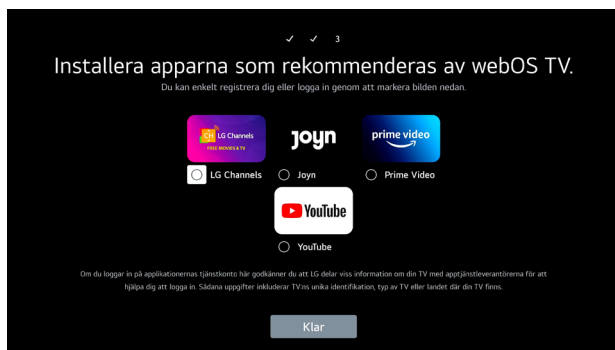 ✓ ✓ 3
Installera apparna som rekommenderas av webOS TV.
Du kan enkelt registrera dig eller logga in genom att markera bilden nedan.
CH LG Channels
FREE MOVIES & TV
joyn
prime video
LG Channels
Joyn
Prime Video
YouTube
YouTube
Om du loggar in på applikationernas tjänstkonto här godkänner du att LG delar viss information om din TV med apptjänstleverantörerna för att
hjälpa dig att logga in. Sådana uppgifter inkluderar TV:ns unika identifikation, typ av TV eller landet där din TV finns.
Klar